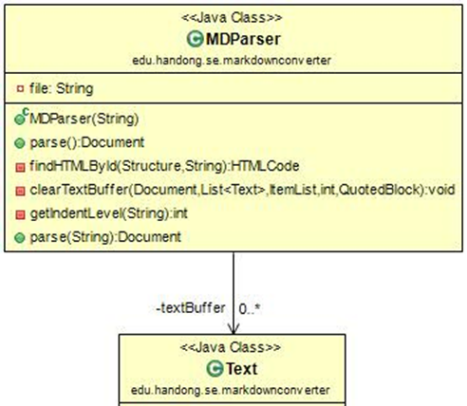 <<Java Class>>
MDParser
edu.handong.se.markdownconverter
file: String
MDParser(String)
parse():Document
findHTMLById(Structure,String):HTMLCode
clearTextBuffer(Document,List<Text>,ItemList,int,QuotedBlock):void
getIndentLevel(String):int
parse(String):Document
-textBuffer 0..*
<<Java Class>>
Text
edu.handong.se.markdownconverter